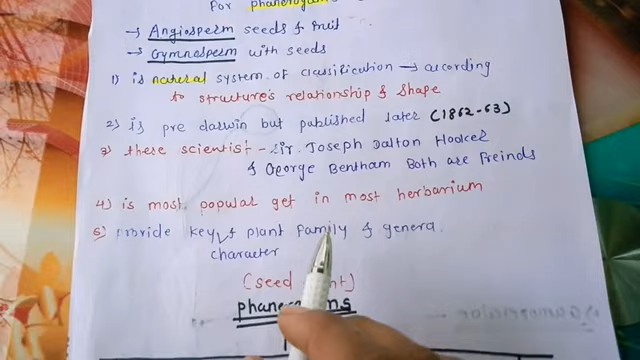 For phanerogams
→ Angiosperm seeds & fruit
→ Gymnosperm with seeds
1) is natural system of classification → according
to structure's relationship & shape
2) is pre darwin but published later (1862-63)
3) these scientist - Sir. Joseph Dalton Hooker
& George Bentham Both are Freinds
4) is most popular get in most herbarium
5) provide key of plant family & genera.
character
(seed
phanerogams